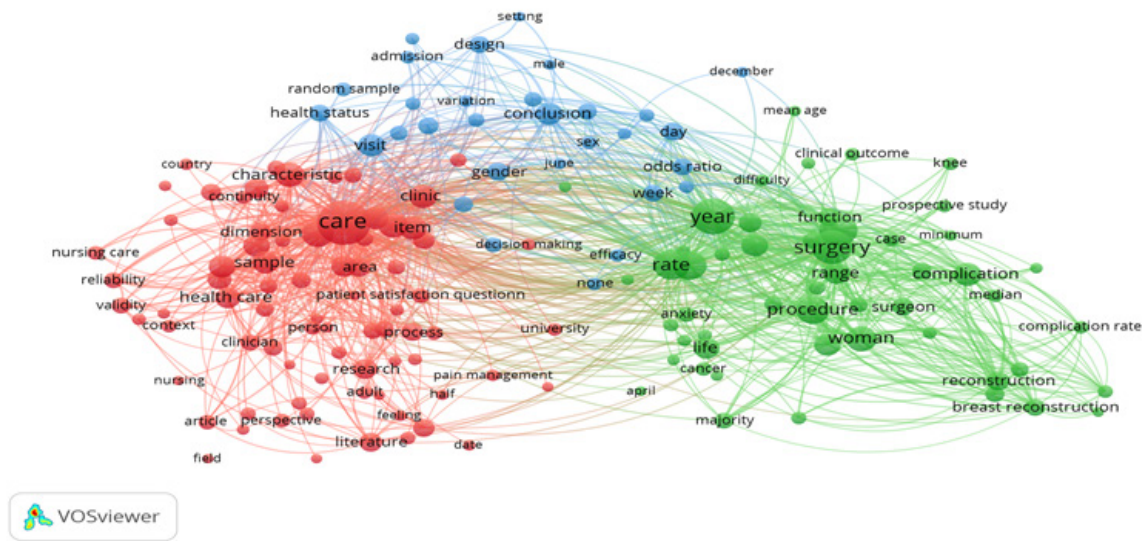 setting
design
admission
male
december
random sample
variation
health status
conclusion
mean age
visit
sex
day
country
characteristic
gender
june
odds ratio
clinical outcome
knee
continuity
clinic
week
difficulty
care
item
year
function
prospective study
dimension
decision making
efficacy
surgery
case
minimum
nursing care
sample
area
rate
range
complication
reliability
none
health care
patient satisfaction questionn
median
validity
procedure
surgeon
context
person
process
university
anxiety
complication rate
clinician
life
woman
nursing
research
pain management
cancer
adult
half
april
reconstruction
article
perspective
feeling
majority
breast reconstruction
literature
date
field
VOSviewer